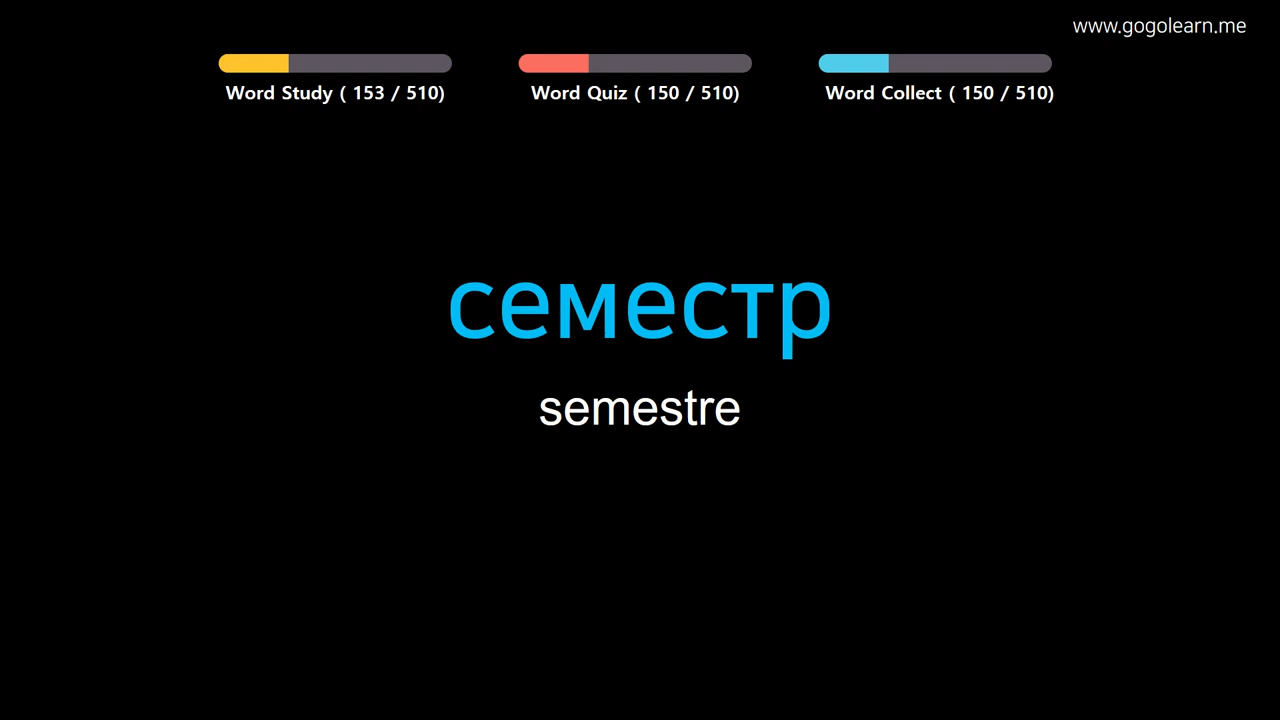 www.gogolearn.me
Word Study ( 153 / 510)
Word Quiz ( 150 / 510)
Word Collect ( 150 / 510)
семестр
semestre